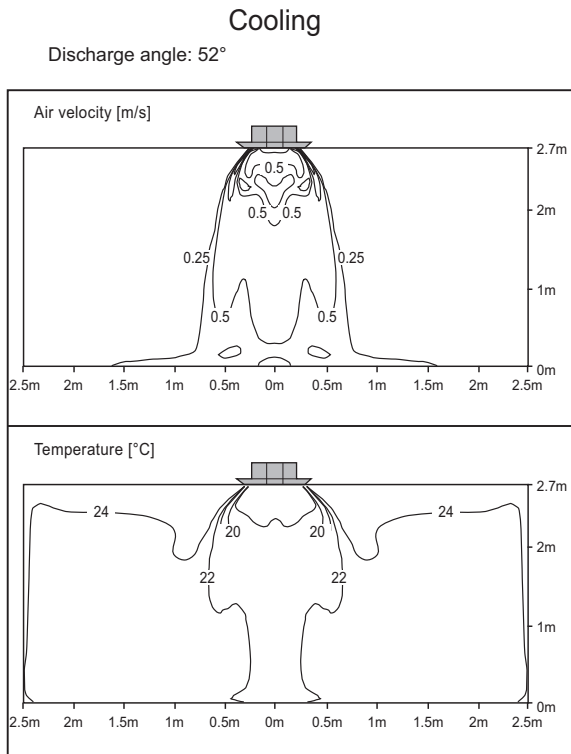 Cooling
Discharge angle: 52°
Air velocity [m/s]
2.7m
0.5
0.5 0.5
2m
0.25 0.25
1m
0.5 0.5
0m
2.5m 2m 1.5m 1m 0.5m 0m 0.5m 1m 1.5m 2m 2.5m
Temperature [°C]
2.7m
24 24
20 20
2m
22 22
1m
0m
2.5m 2m 1.5m 1m 0.5m 0m 0.5m 1m 1.5m 2m 2.5m